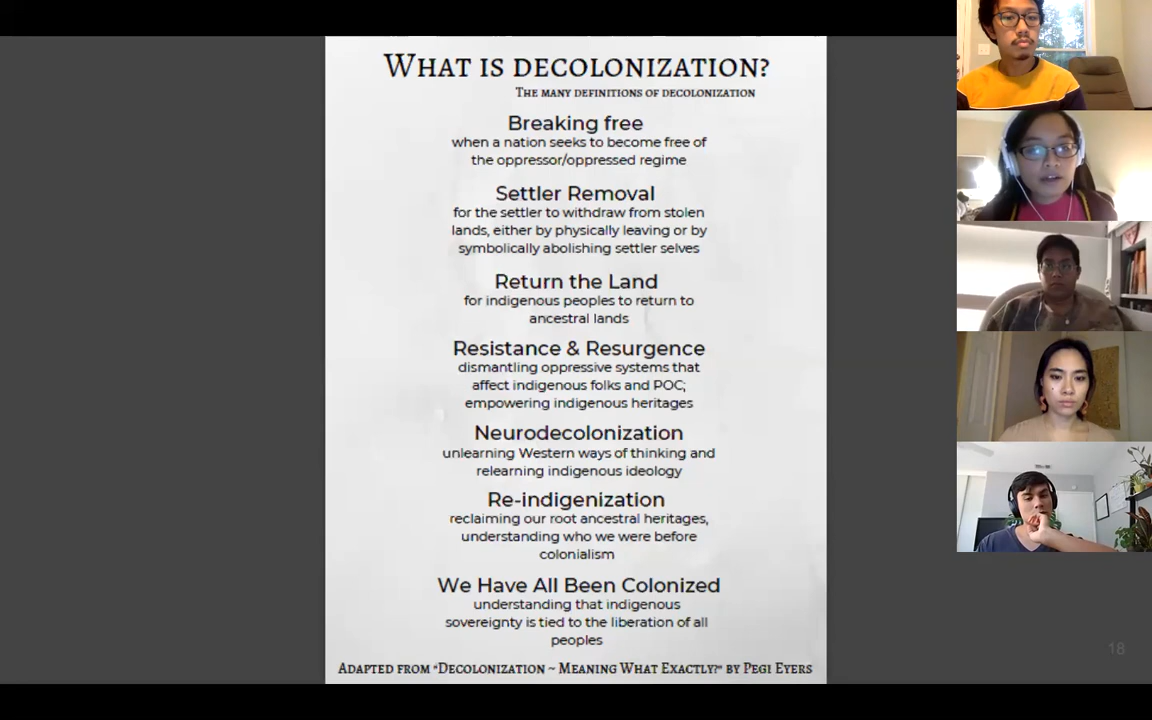 What is decolonization?
The many definitions of decolonization
Breaking free
when a nation seeks to become free of
the oppressor/oppressed regime
Settler Removal
for the settler to withdraw from stolen
lands, either by physically leaving or by
symbolically abolishing settler selves
Return the Land
for indigenous peoples to return to
ancestral lands
Resistance & Resurgence
dismantling oppressive systems that
affect indigenous folks and POC;
empowering indigenous heritages
Neurodecolonization
unlearning Western ways of thinking and
relearning indigenous ideology
Re-indigenization
reclaiming our root ancestral heritages,
understanding who we were before
colonialism
We Have All Been Colonized
understanding that indigenous
sovereignty is tied to the liberation of all
peoples
Adapted from "Decolonization ~ Meaning What Exactly?" by Pegi Eyers
18